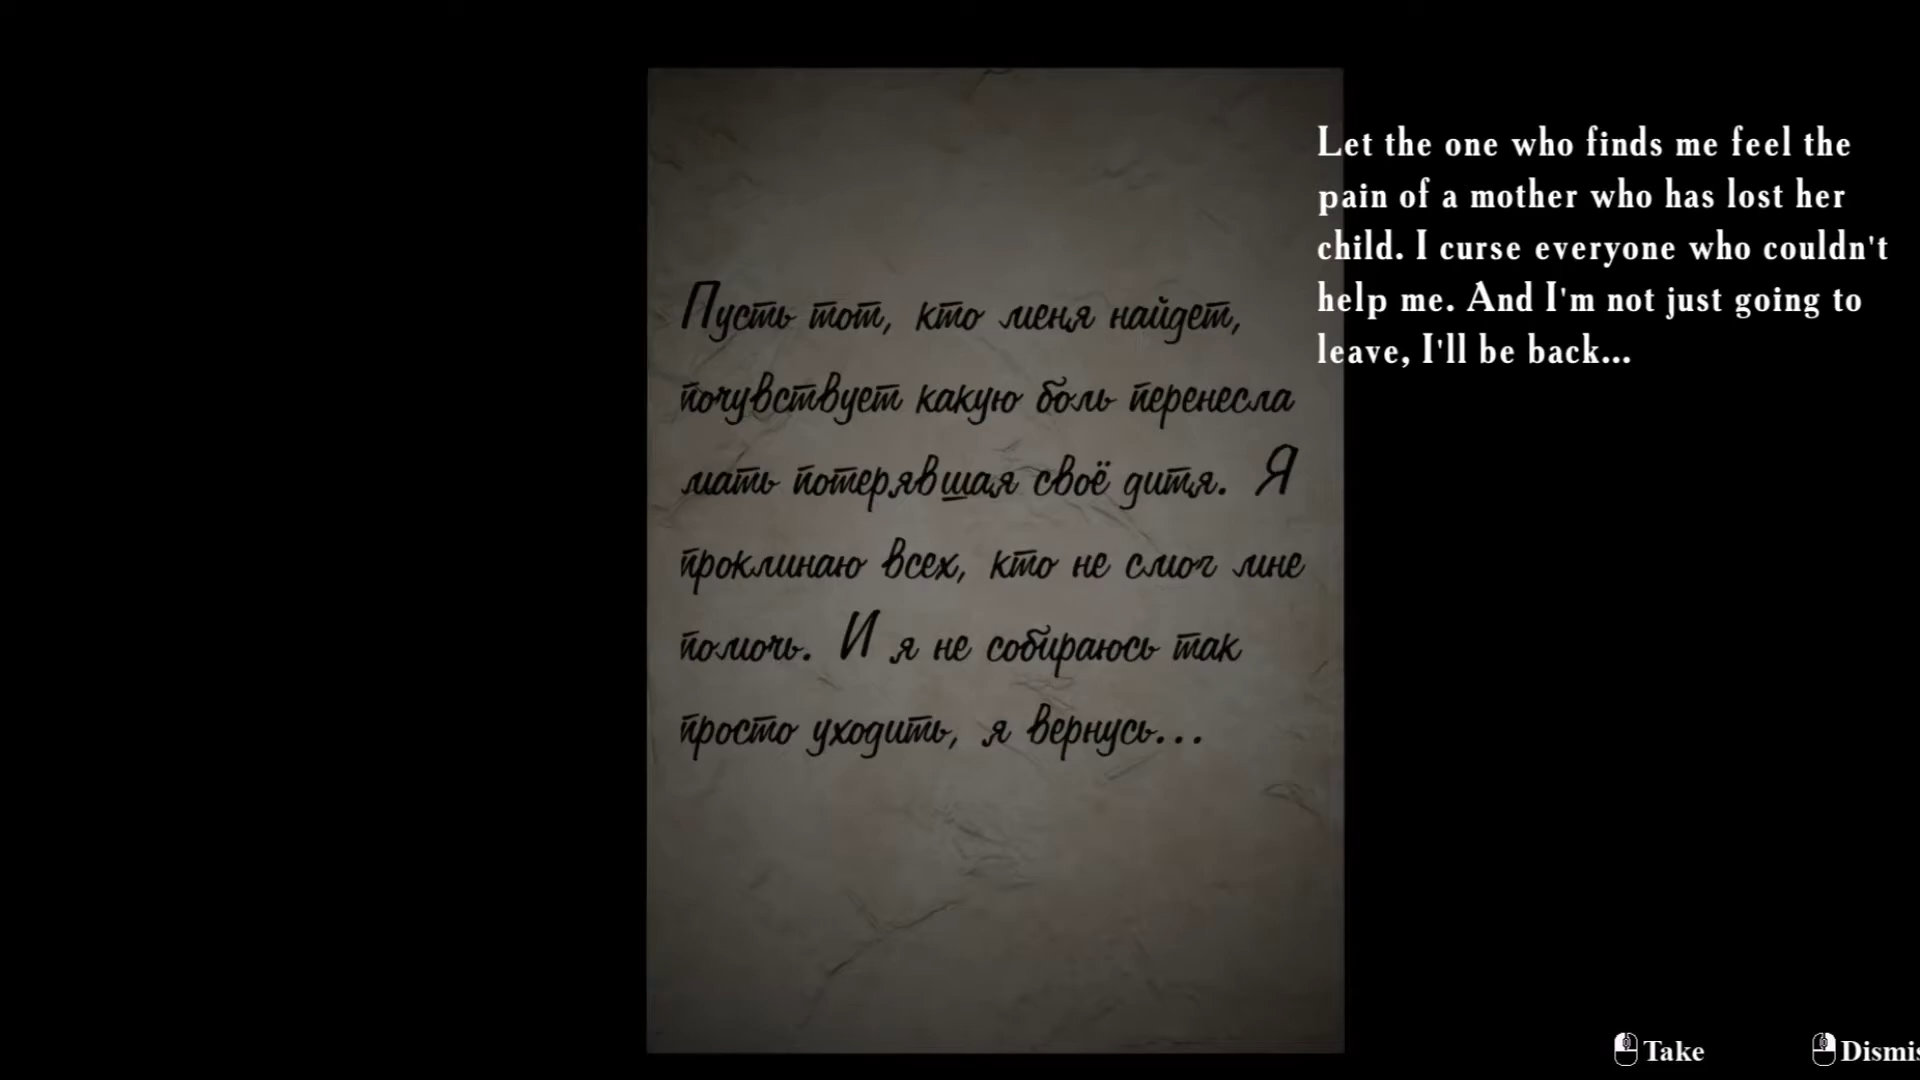 Пусть тот, кто меня найдет,
почувствует какую боль перенесла
мать потерявшая своё дитя. Я
проклинаю всех, кто не смог мне
помочь. И я не собираюсь так
просто уходить, я вернусь...
Let the one who finds me feel the
pain of a mother who has lost her
child. I curse everyone who couldn't
help me. And I'm not just going to
leave, I'll be back...
Take
Dismis